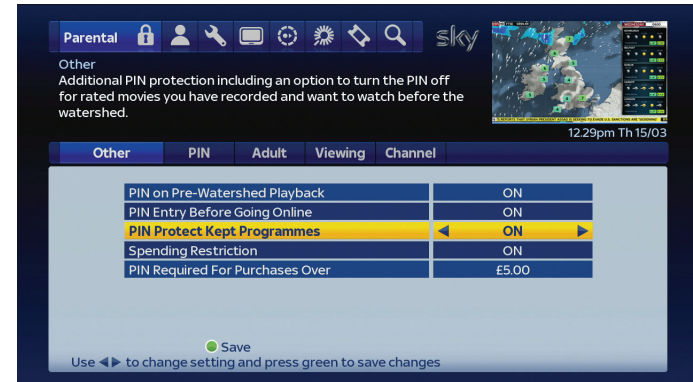 Parental
sky
Other
Additional PIN protection including an option to turn the PIN off
for rated movies you have recorded and want to watch before the
watershed.
12.29pm Th 15/03
Other PIN Adult Viewing Channel
PIN on Pre-Watershed Playback ON
PIN Entry Before Going Online ON
PIN Protect Kept Programmes ON
Spending Restriction ON
PIN Required For Purchases Over £5.00
Save
Use ◀ ▶ to change setting and press green to save changes